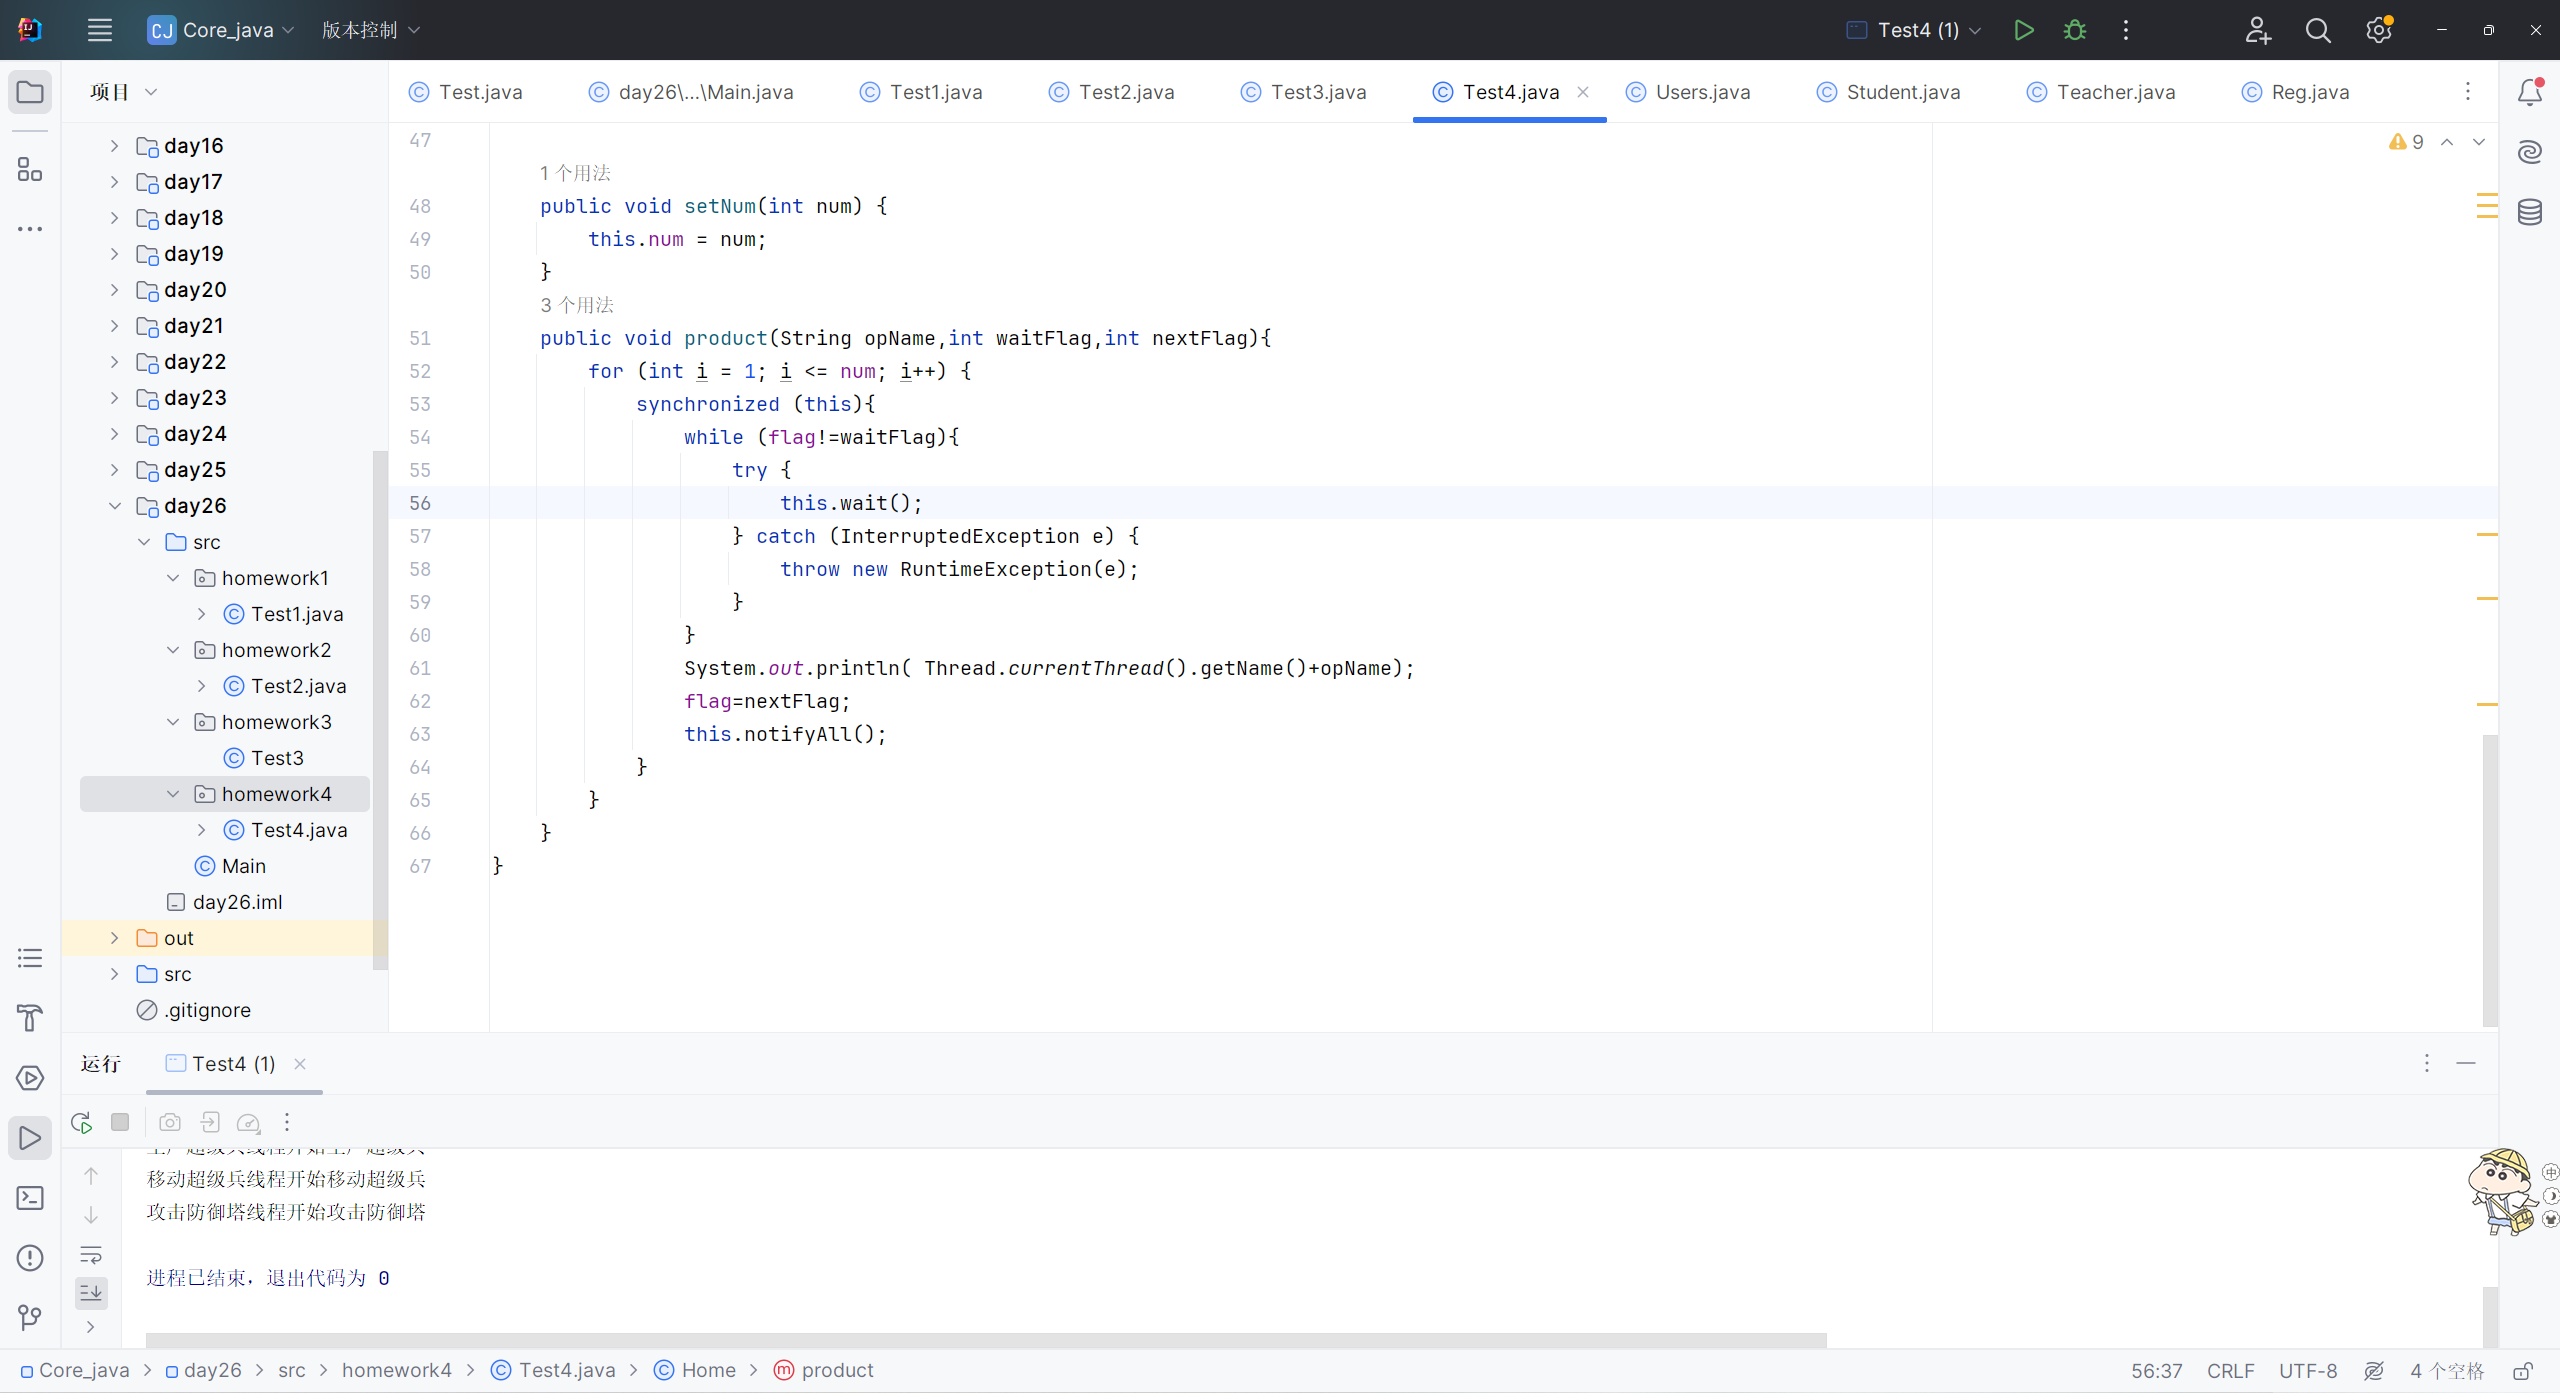 CJ Core_java 版本控制 Test4 (1)
项目
Test.java day26\...\Main.java Test1.java Test2.java Test3.java Test4.java Users.java Student.java Teacher.java Reg.java
day16
day17
day18
day19
day20
day21
day22
day23
day24
day25
day26
src
homework1
Test1.java
homework2
Test2.java
homework3
Test3
homework4
Test4.java
Main
day26.iml
out
src
.gitignore
9
47
1 个用法
48 public void setNum(int num) {
49 this.num = num;
50 }
3 个用法
51 public void product(String opName,int waitFlag,int nextFlag){
52 for (int i = 1; i <= num; i++) {
53 synchronized (this){
54 while (flag!=waitFlag){
55 try {
56 this.wait();
57 } catch (InterruptedException e) {
58 throw new RuntimeException(e);
59 }
60 }
61 System.out.println( Thread.currentThread().getName()+opName);
62 flag=nextFlag;
63 this.notifyAll();
64 }
65 }
66 }
67 }
运行 Test4 (1)
移动超级兵线程开始移动超级兵
攻击防御塔线程开始攻击防御塔
进程已结束，退出代码为 0
中
Core_java > day26 > src > homework4 > Test4.java > Home > product
56:37 CRLF UTF-8 4 个空格